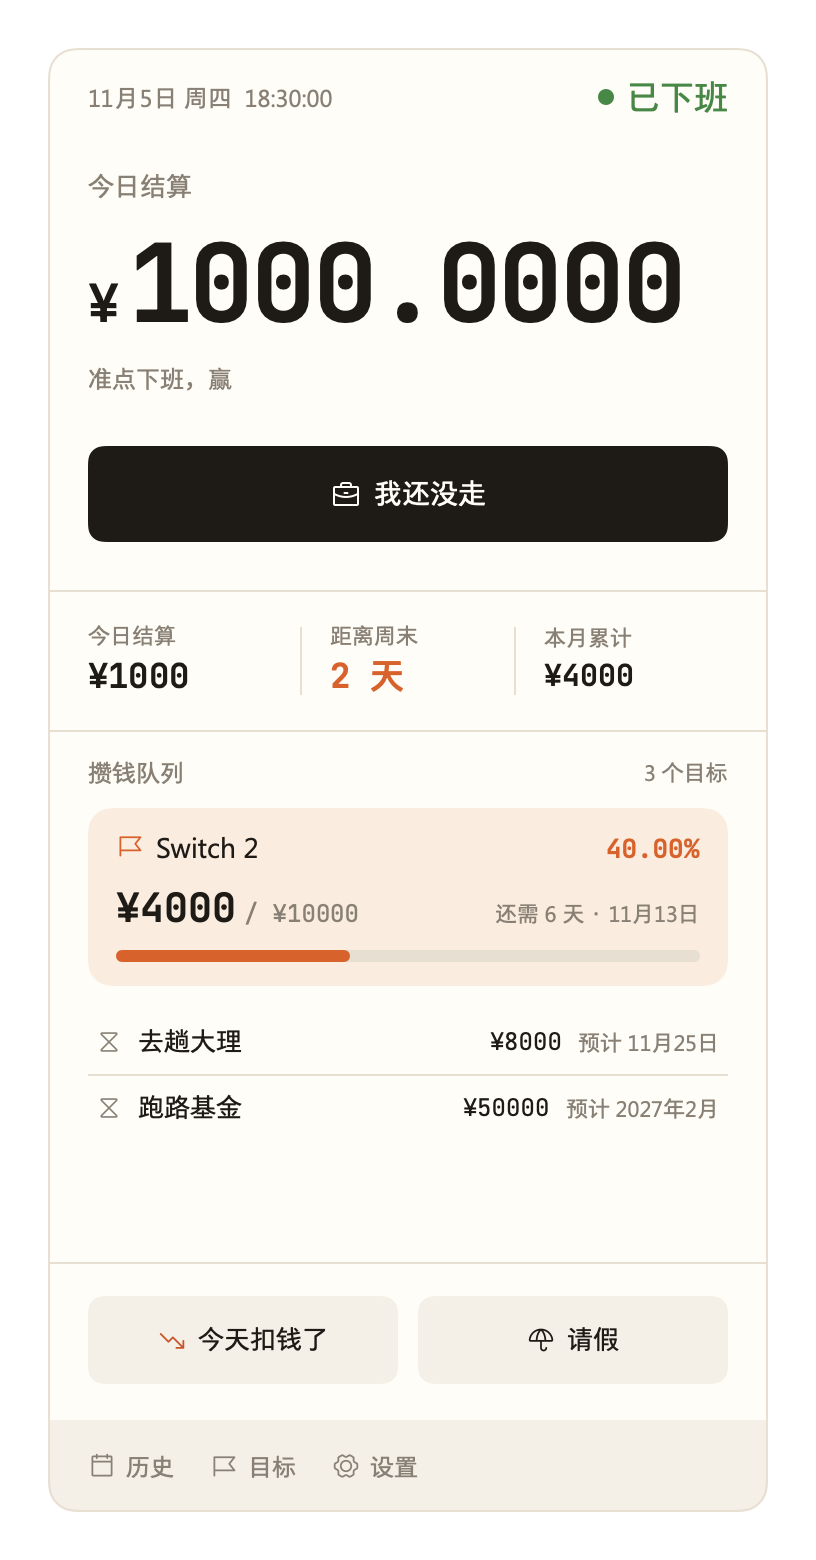 11月5日 周四 18:30:00
已下班
今日结算
¥1000.0000
准点下班，赢
我还没走
今日结算
¥1000
距离周末
2 天
本月累计
¥4000
攒钱队列
3 个目标
Switch 2
40.00%
¥4000 / ¥10000
还需 6 天 · 11月13日
去趟大理
¥8000 预计 11月25日
跑路基金
¥50000 预计 2027年2月
今天扣钱了
请假
历史
目标
设置